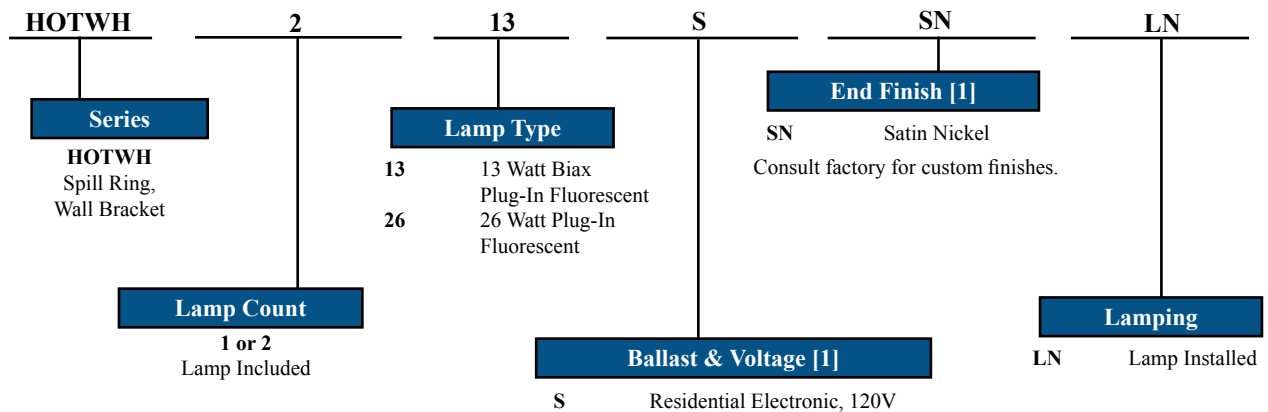 HOTWH 2 13 S SN LN
Series
HOTWH
Spill Ring,
Wall Bracket
Lamp Count
1 or 2
Lamp Included
Lamp Type
13 13 Watt Biax
Plug-In Fluorescent
26 26 Watt Plug-In
Fluorescent
Ballast & Voltage [1]
S Residential Electronic, 120V
End Finish [1]
SN Satin Nickel
Consult factory for custom finishes.
Lamping
LN Lamp Installed